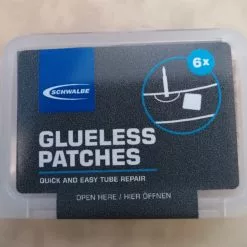 SCHWALBE
6x
GLUELESS
PATCHES
QUICK AND EASY TUBE REPAIR
OPEN HERE / HIER ÖFFNEN